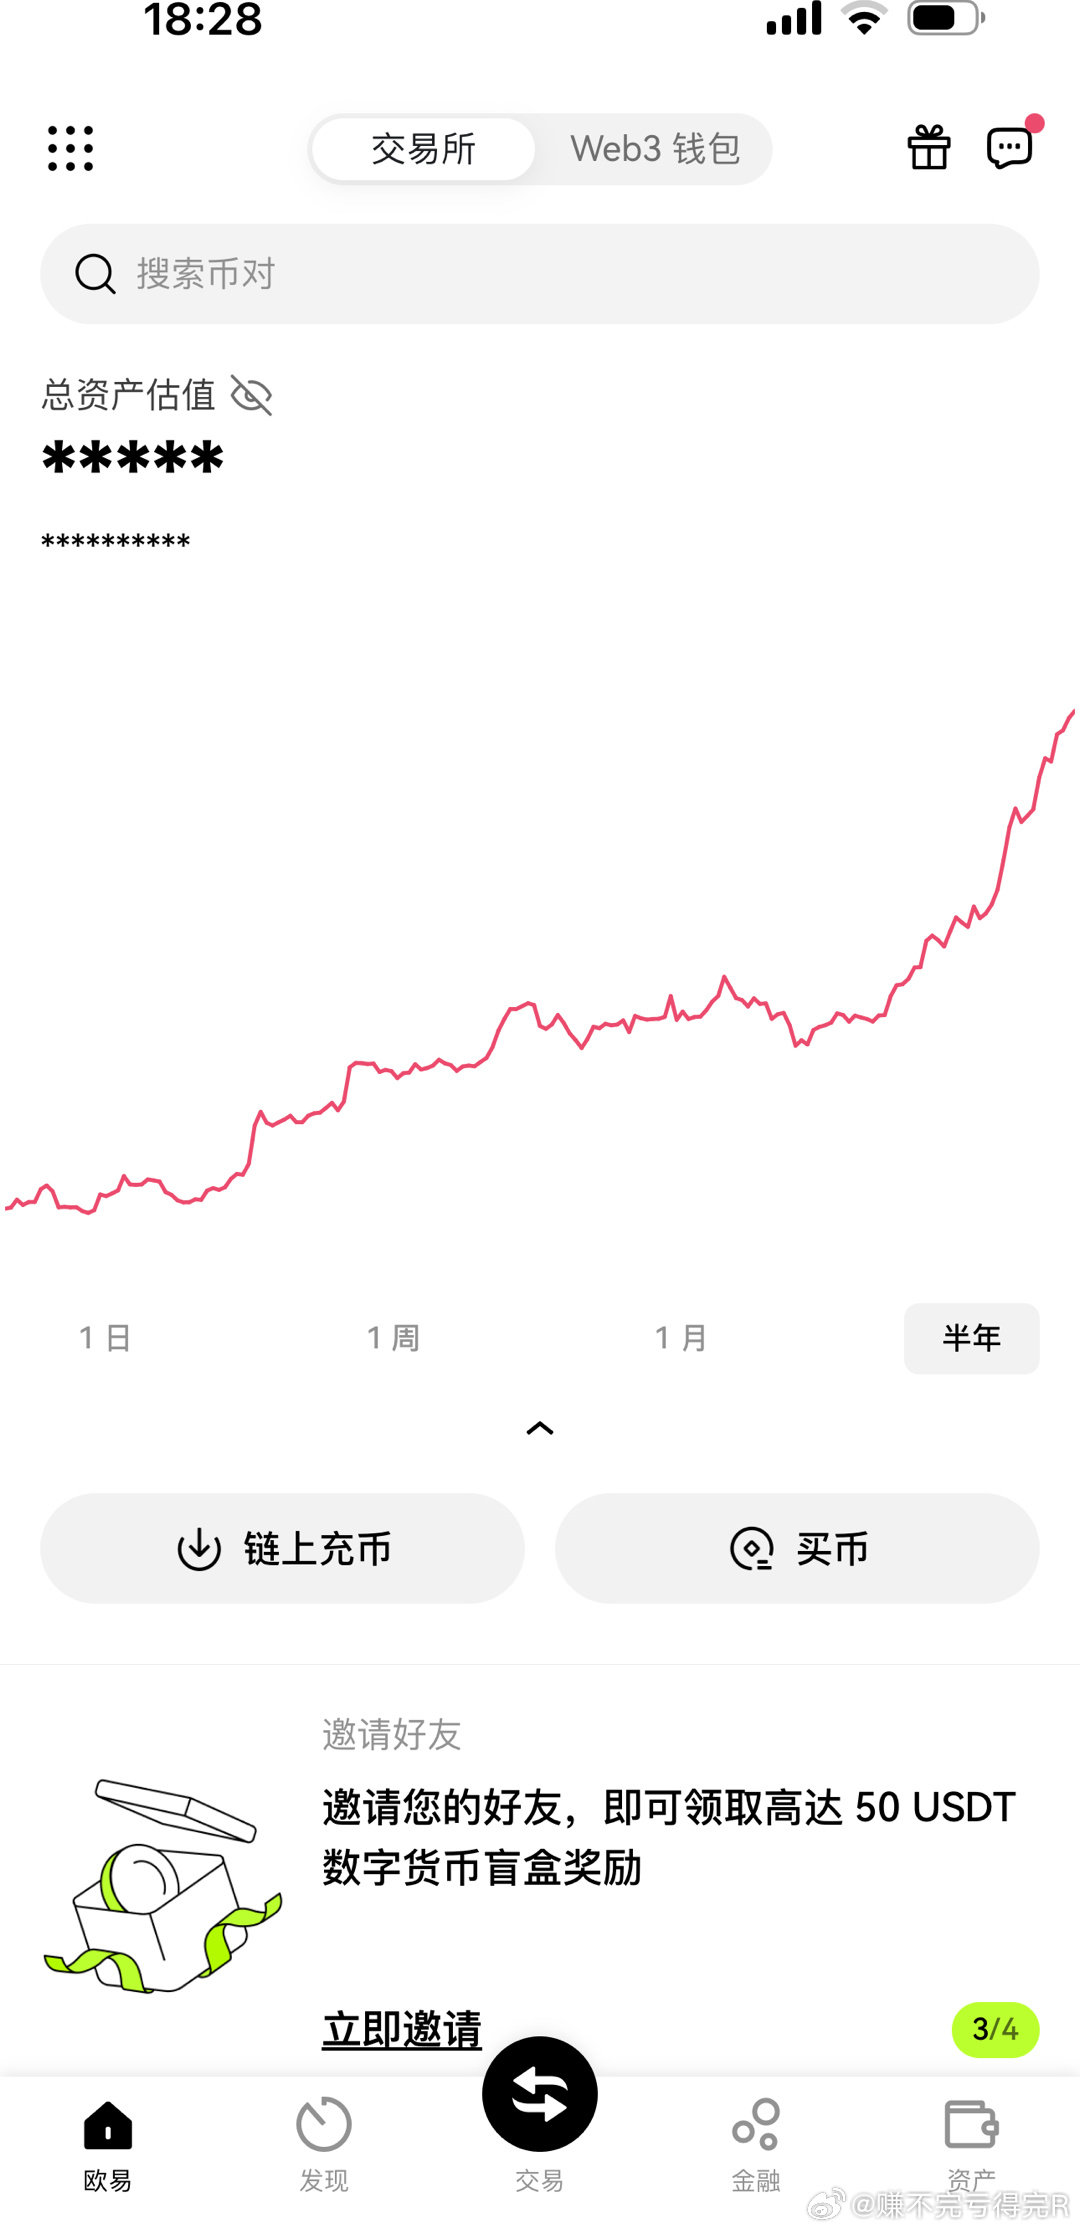 18:28
交易所
Web3 钱包
搜索币对
总资产估值
*****
**********
1 日
1 周
1 月
半年
链上充币
买币
邀请好友
邀请您的好友，即可领取高达 50 USDT
数字货币盲盒奖励
立即邀请
3/4
欧易
发现
交易
金融
资产
@赚不完亏得完R